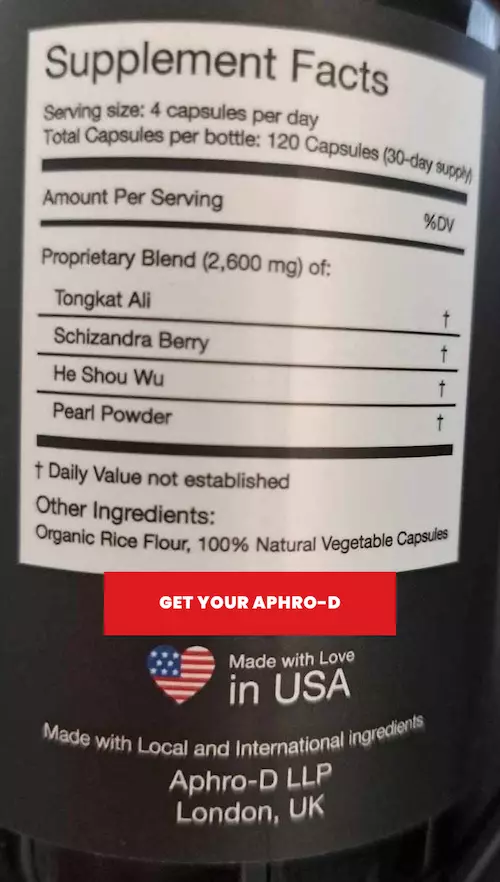 Supplement Facts
Serving size: 4 capsules per day
Total Capsules per bottle: 120 Capsules (30-day supply)
Amount Per Serving
%DV
Proprietary Blend (2,600 mg) of:
Tongkat Ali †
Schizandra Berry †
He Shou Wu †
Pearl Powder †
† Daily Value not established
Other Ingredients:
Organic Rice Flour, 100% Natural Vegetable Capsules
GET YOUR APHRO-D
Made with Love
in USA
Made with Local and International ingredients
Aphro-D LLP
London, UK